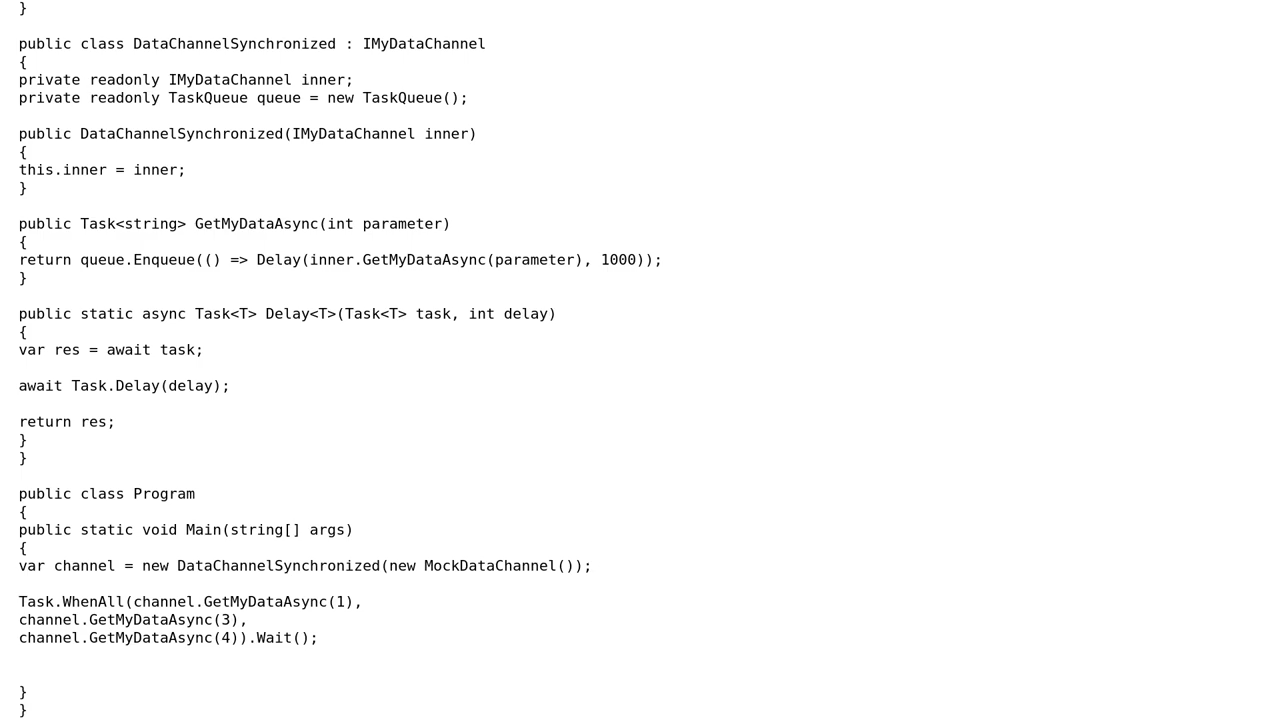 }
public class DataChannelSynchronized : IMyDataChannel
{
private readonly IMyDataChannel inner;
private readonly TaskQueue queue = new TaskQueue();
public DataChannelSynchronized(IMyDataChannel inner)
{
this.inner = inner;
}
public Task<string> GetMyDataAsync(int parameter)
{
return queue.Enqueue(() => Delay(inner.GetMyDataAsync(parameter), 1000));
}
public static async Task<T> Delay<T>(Task<T> task, int delay)
{
var res = await task;
await Task.Delay(delay);
return res;
}
}
public class Program
{
public static void Main(string[] args)
{
var channel = new DataChannelSynchronized(new MockDataChannel());
Task.WhenAll(channel.GetMyDataAsync(1),
channel.GetMyDataAsync(3),
channel.GetMyDataAsync(4)).Wait();
}
}